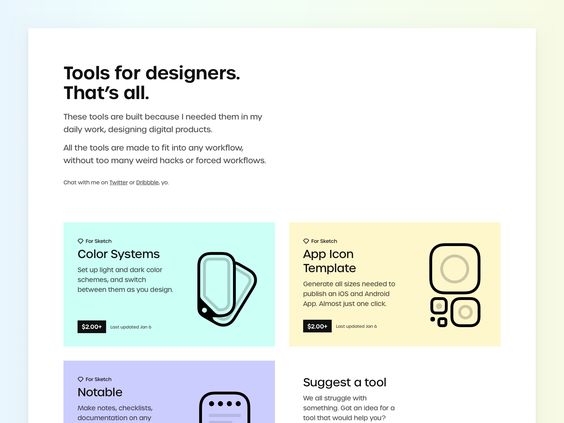 Tools for designers.
That’s all.
These tools are built because I needed them in my
daily work, designing digital products.
All the tools are made to fit into any workflow,
without too many weird hacks or forced workflows.
Chat with me on Twitter or Dribbble, yo.
For Sketch
Color Systems
Set up light and dark color
schemes, and switch
between them as you design.
$2.00+ Last updated Jan 6
For Sketch
App Icon
Template
Generate all sizes needed to
publish an iOS and Android
App. Almost just one click.
$2.00+ Last updated Jan 6
For Sketch
Notable
Make notes, checklists,
documentation on any
Suggest a tool
We all struggle with
something. Got an idea for a
tool that would help you?